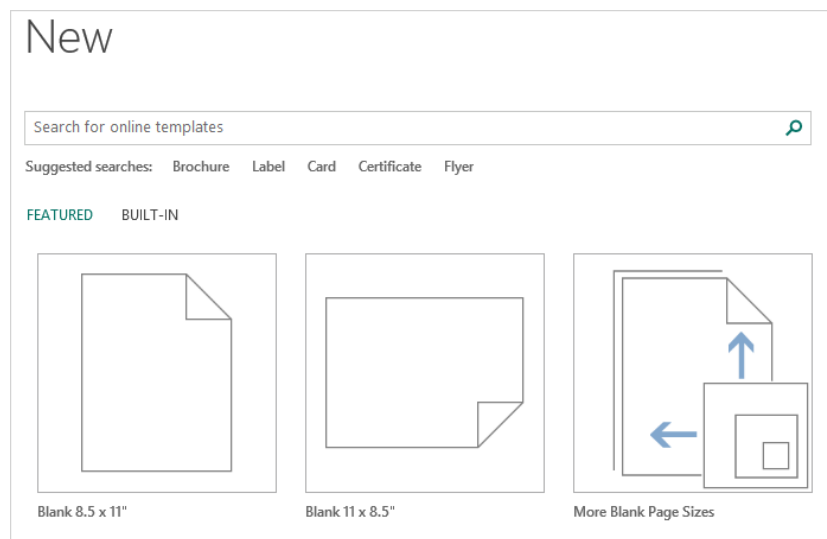 New
Search for online templates
Suggested searches: Brochure Label Card Certificate Flyer
FEATURED BUILT-IN
Blank 8.5 x 11" Blank 11 x 8.5" More Blank Page Sizes